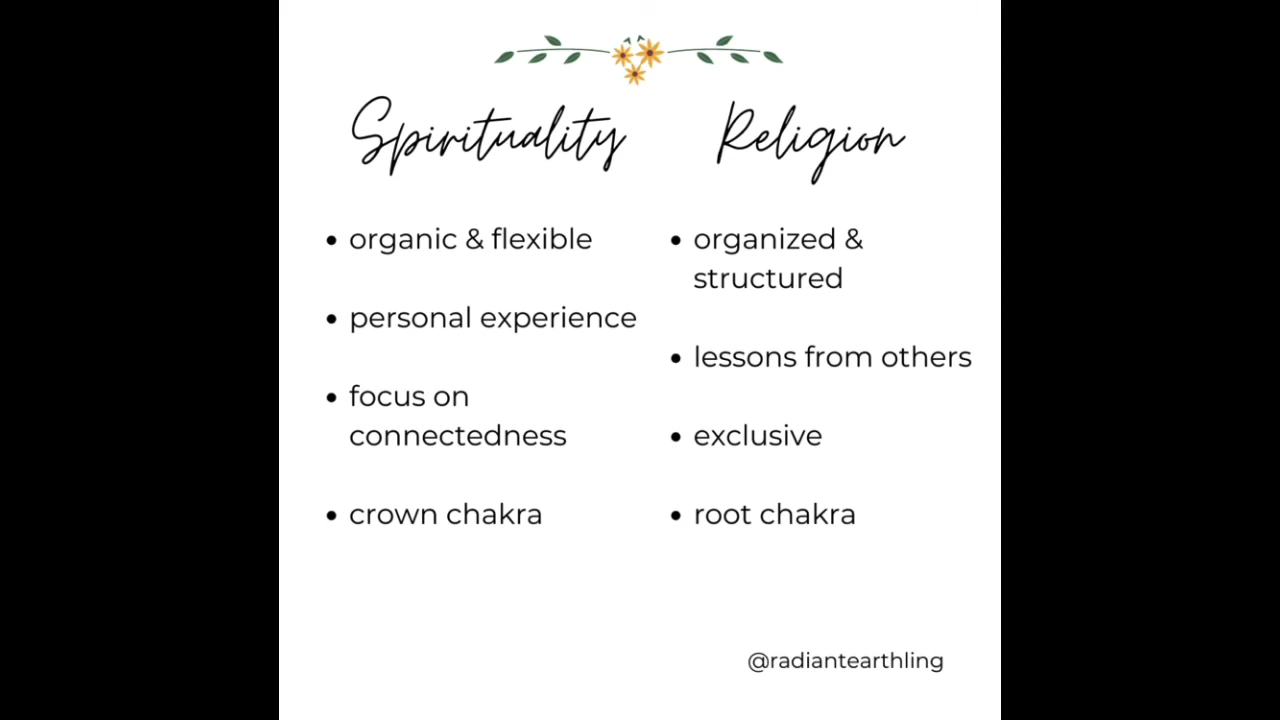 Spirituality
Religion
• organic & flexible
• personal experience
• focus on
connectedness
• crown chakra
• organized &
structured
• lessons from others
• exclusive
• root chakra
@radiantearthling